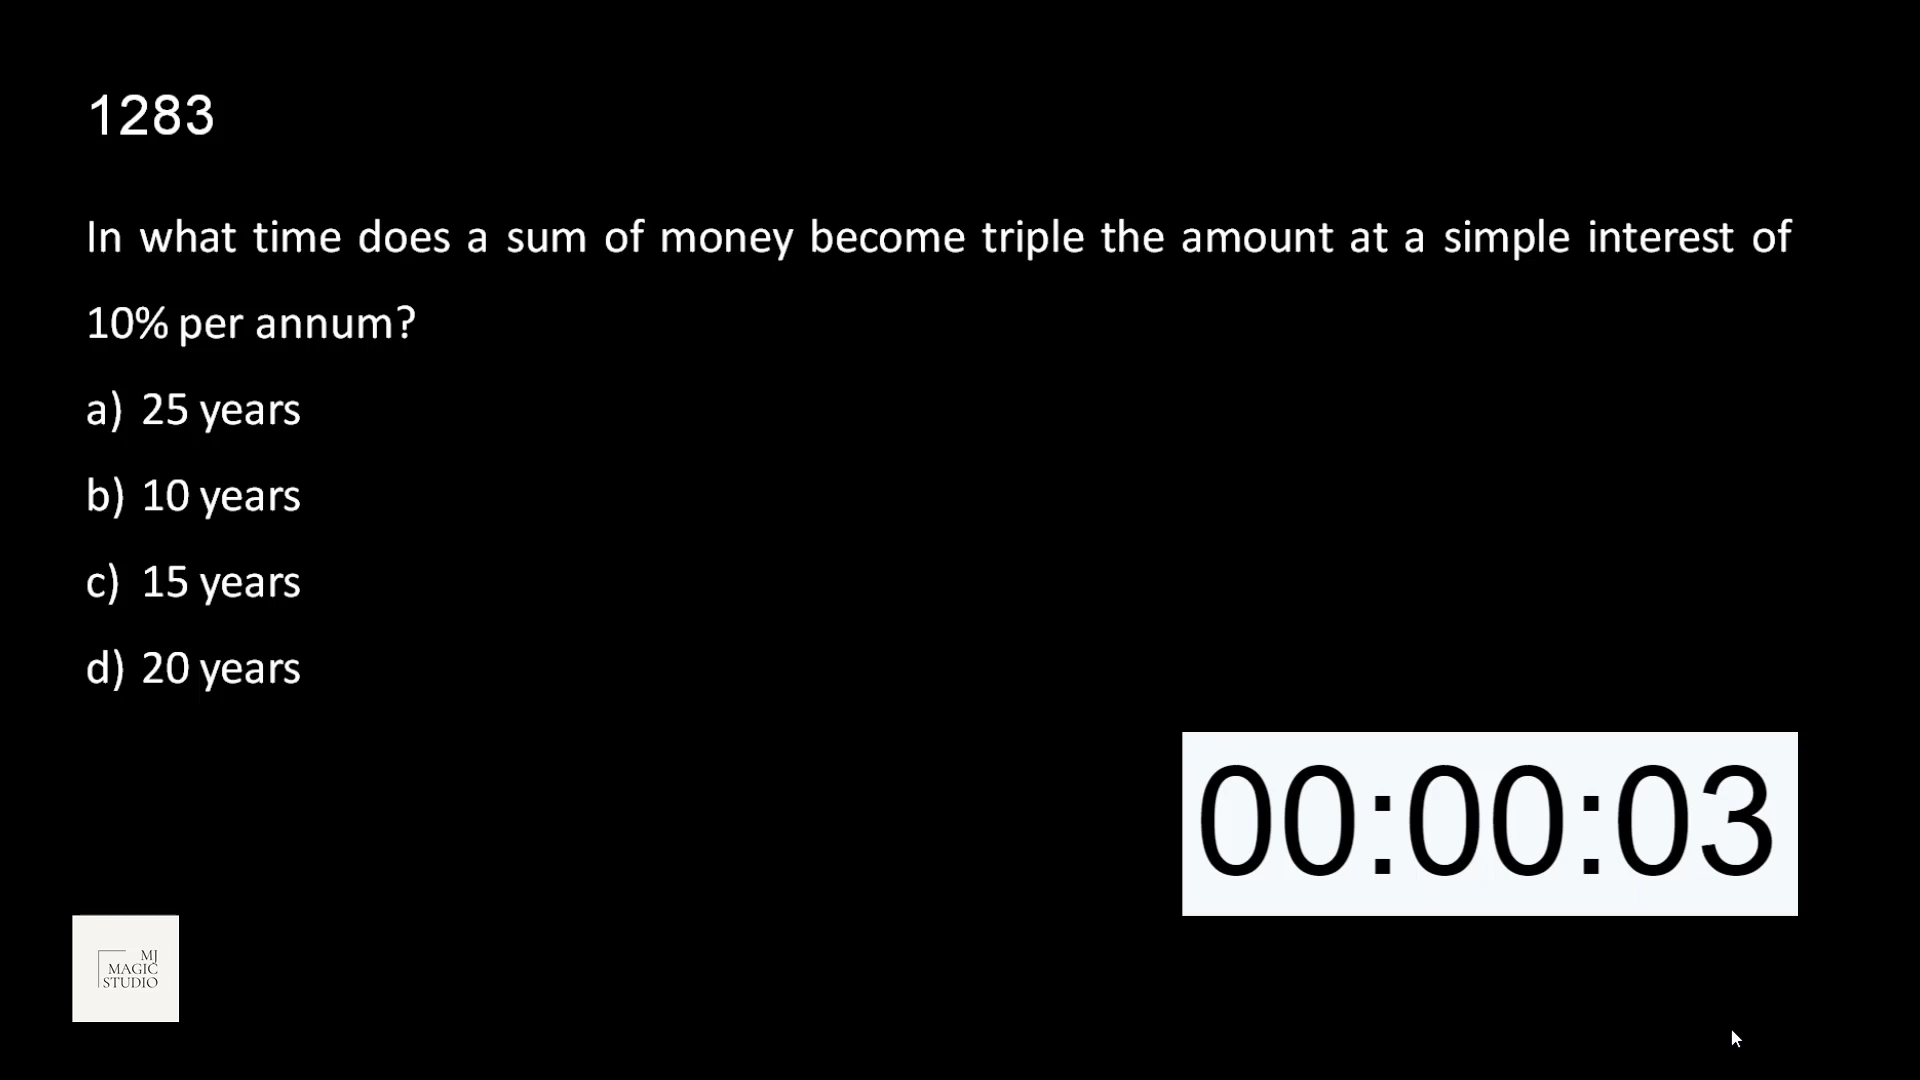 1283
In what time does a sum of money become triple the amount at a simple interest of
10% per annum?
a) 25 years
b) 10 years
c) 15 years
d) 20 years
00:00:03
MJ
MAGIC
STUDIO